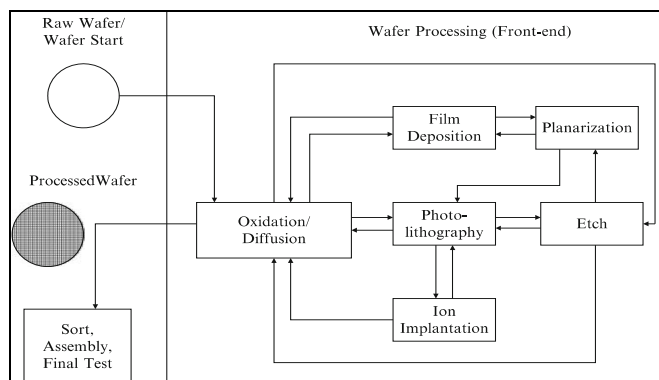 Raw Wafer/
Wafer Start
Wafer Processing (Front-end)
Film
Deposition
Planarization
ProcessedWafer
Oxidation/
Diffusion
Photo-
lithography
Etch
Ion
Implantation
Sort,
Assembly,
Final Test